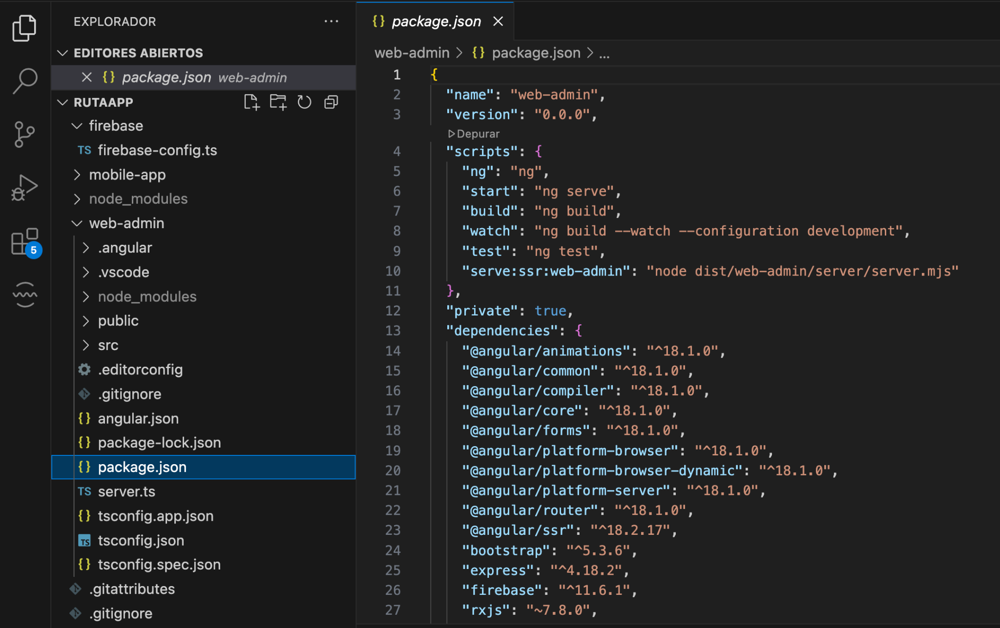 EXPLORADOR
EDITORES ABIERTOS
package.json web-admin
RUTAAPP
firebase
TS firebase-config.ts
mobile-app
node_modules
web-admin
.angular
.vscode
node_modules
public
src
.editorconfig
.gitignore
{} angular.json
{} package-lock.json
{} package.json
TS server.ts
{} tsconfig.app.json
TS tsconfig.json
{} tsconfig.spec.json
.gitattributes
.gitignore
5
{} package.json
web-admin > {} package.json > ...
1 {
2 "name": "web-admin",
3 "version": "0.0.0",
Depurar
4 "scripts": {
5 "ng": "ng",
6 "start": "ng serve",
7 "build": "ng build",
8 "watch": "ng build --watch --configuration development",
9 "test": "ng test",
10 "serve:ssr:web-admin": "node dist/web-admin/server/server.mjs"
11 },
12 "private": true,
13 "dependencies": {
14 "@angular/animations": "^18.1.0",
15 "@angular/common": "^18.1.0",
16 "@angular/compiler": "^18.1.0",
17 "@angular/core": "^18.1.0",
18 "@angular/forms": "^18.1.0",
19 "@angular/platform-browser": "^18.1.0",
20 "@angular/platform-browser-dynamic": "^18.1.0",
21 "@angular/platform-server": "^18.1.0",
22 "@angular/router": "^18.1.0",
23 "@angular/ssr": "^18.2.17",
24 "bootstrap": "^5.3.6",
25 "express": "^4.18.2",
26 "firebase": "^11.6.1",
27 "rxjs": "~7.8.0",